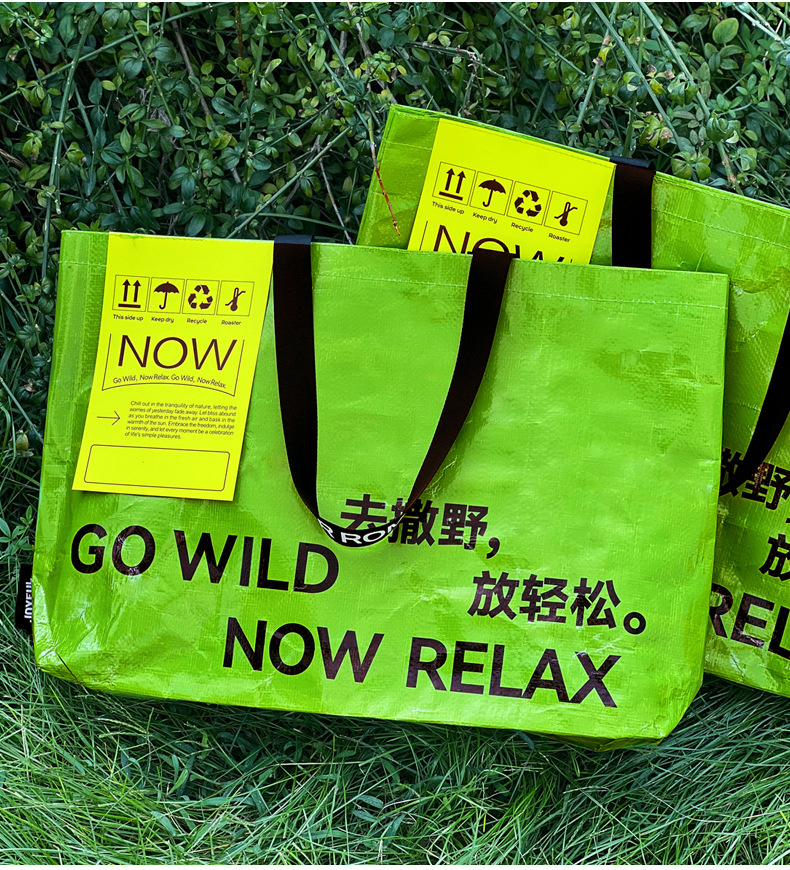 This side up Keep dry Recycle Roaster
NOW
This side up Keep dry Recycle Roaster
NOW
Go Wild, Now Relax. Go Wild, Now Relax.
Chill out in the tranquility of nature, letting the
worries of yesterday fade away. Let bliss abound
as you breathe in the fresh air and bask in the
warmth of the sun. Embrace the freedom, indulge
in serenity, and let every moment be a celebration
of life's simple pleasures.
去撒野，
GO WILD
放轻松。
NOW RELAX
JOYFUL
撒野
放
REL